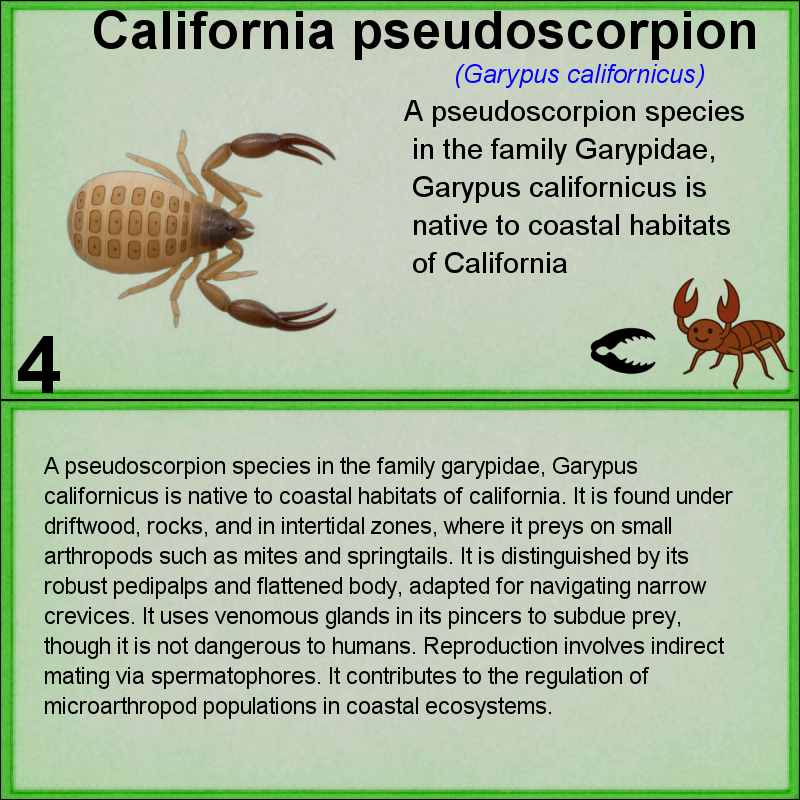 California pseudoscorpion
(Garypus californicus)
A pseudoscorpion species
in the family Garypidae,
Garypus californicus is
native to coastal habitats
of California
4
A pseudoscorpion species in the family garypidae, Garypus
californicus is native to coastal habitats of california. It is found under
driftwood, rocks, and in intertidal zones, where it preys on small
arthropods such as mites and springtails. It is distinguished by its
robust pedipalps and flattened body, adapted for navigating narrow
crevices. It uses venomous glands in its pincers to subdue prey,
though it is not dangerous to humans. Reproduction involves indirect
mating via spermatophores. It contributes to the regulation of
microarthropod populations in coastal ecosystems.